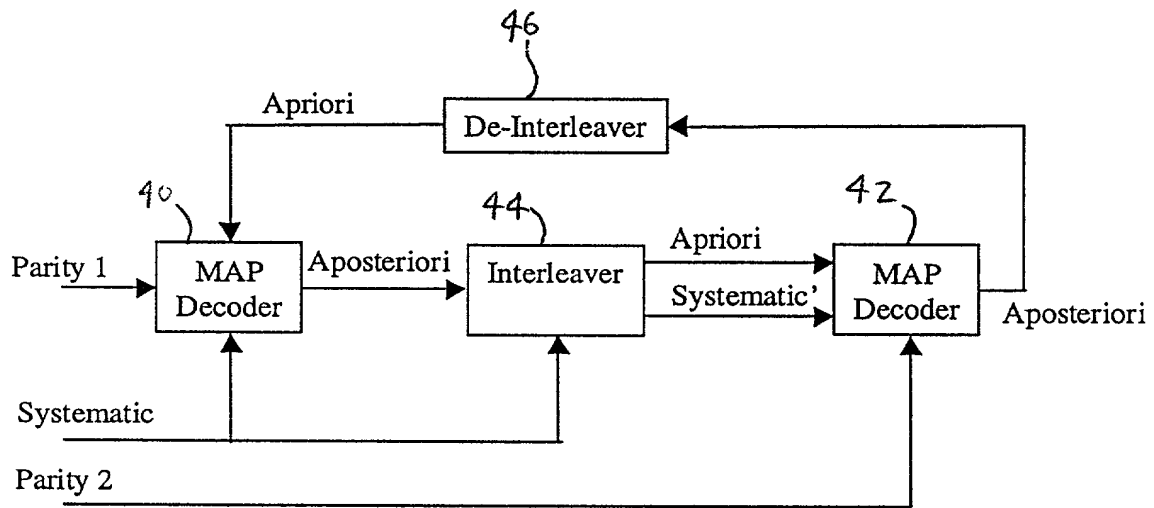 46
Apriori
De-Interleaver
40
44
42
Parity 1
MAP
Decoder
Aposteriori
Interleaver
Apriori
Systematic’
MAP
Decoder
Aposteriori
Systematic
Parity 2